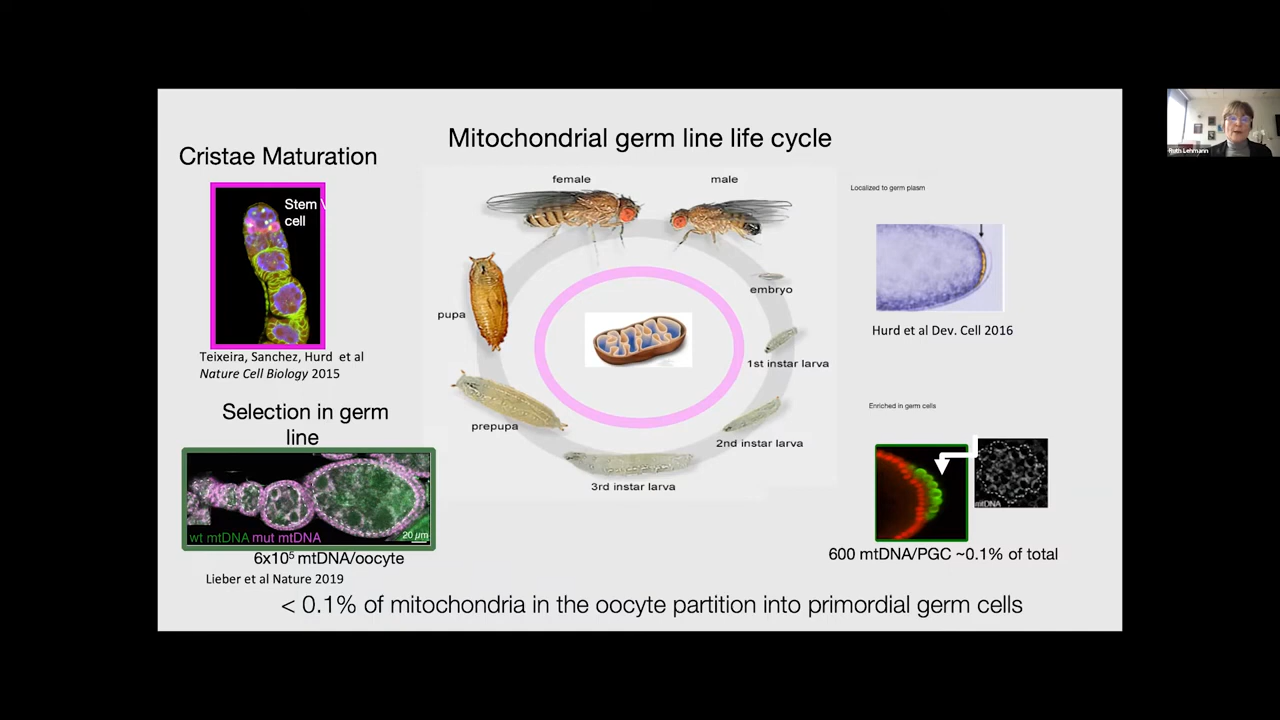 Mitochondrial germ line life cycle
Cristae Maturation
Stem
cell
Teixeira, Sanchez, Hurd et al
Nature Cell Biology 2015
Selection in germ
line
wt mtDNA mut mtDNA
20 µm
6x10⁵ mtDNA/oocyte
Lieber et al Nature 2019
female
male
embryo
1st instar larva
2nd instar larva
3rd instar larva
prepupa
pupa
Localized to germ plasm
Hurd et al Dev. Cell 2016
Enriched in germ cells
mtDNA
600 mtDNA/PGC ~0.1% of total
< 0.1% of mitochondria in the oocyte partition into primordial germ cells
Ruth Lehmann